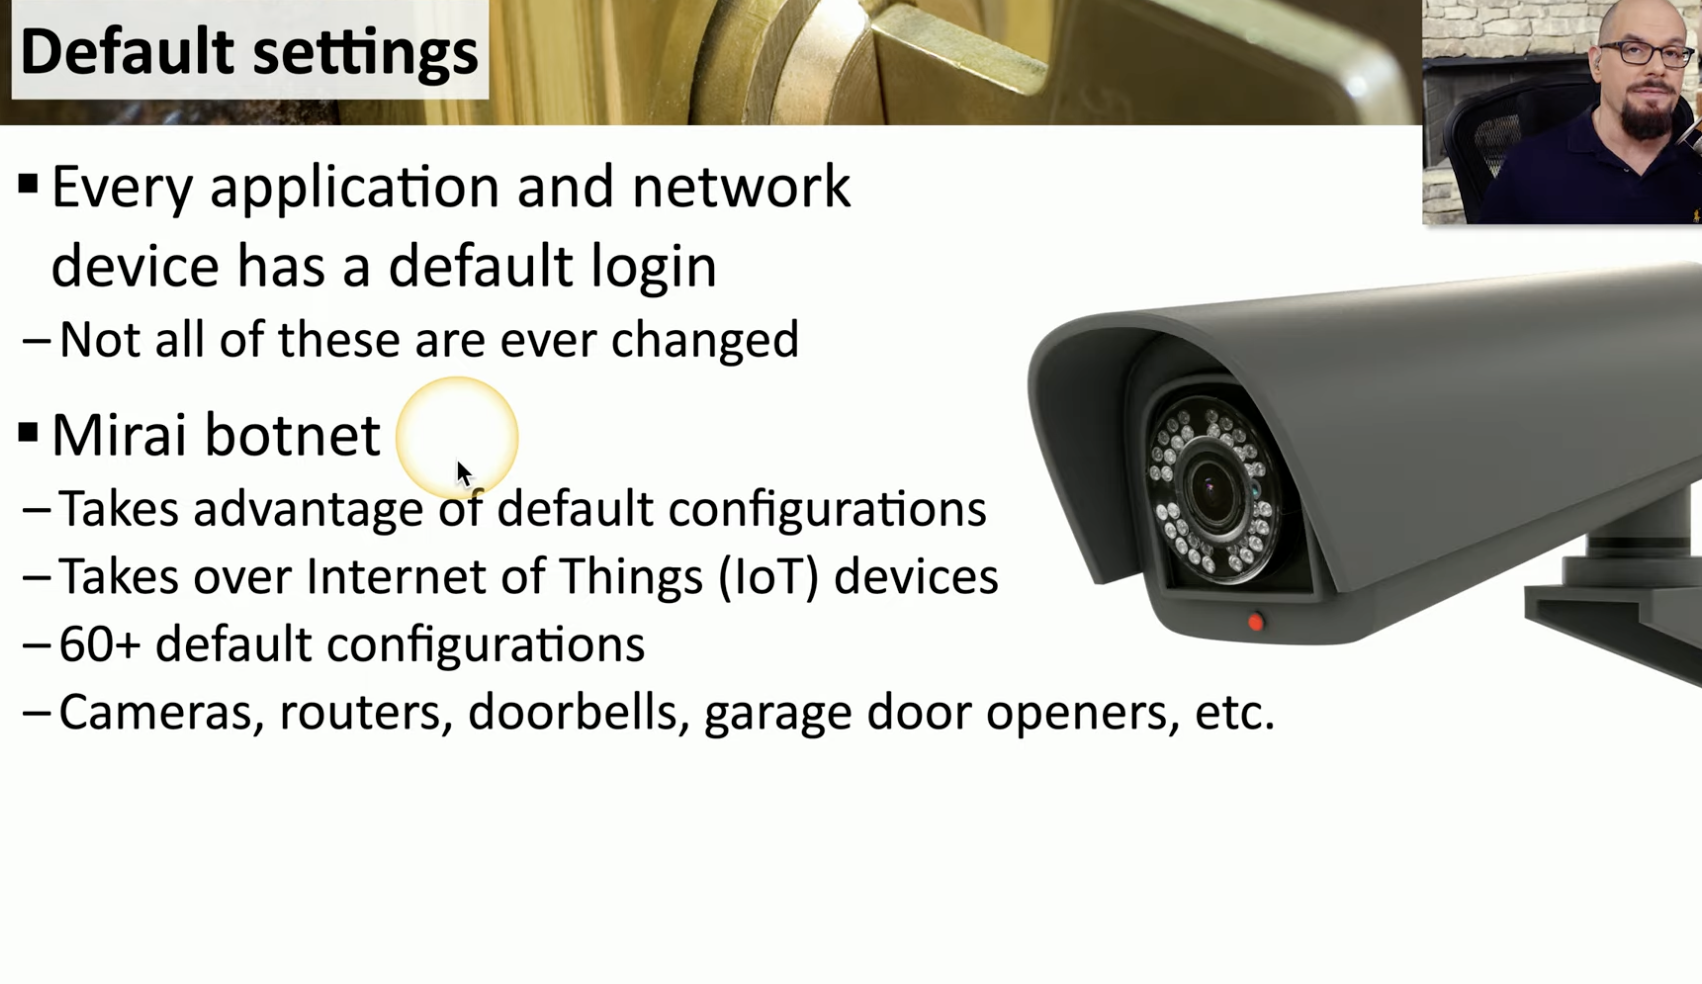 Default settings
▪ Every application and network
device has a default login
– Not all of these are ever changed
▪ Mirai botnet
– Takes advantage of default configurations
– Takes over Internet of Things (IoT) devices
– 60+ default configurations
– Cameras, routers, doorbells, garage door openers, etc.